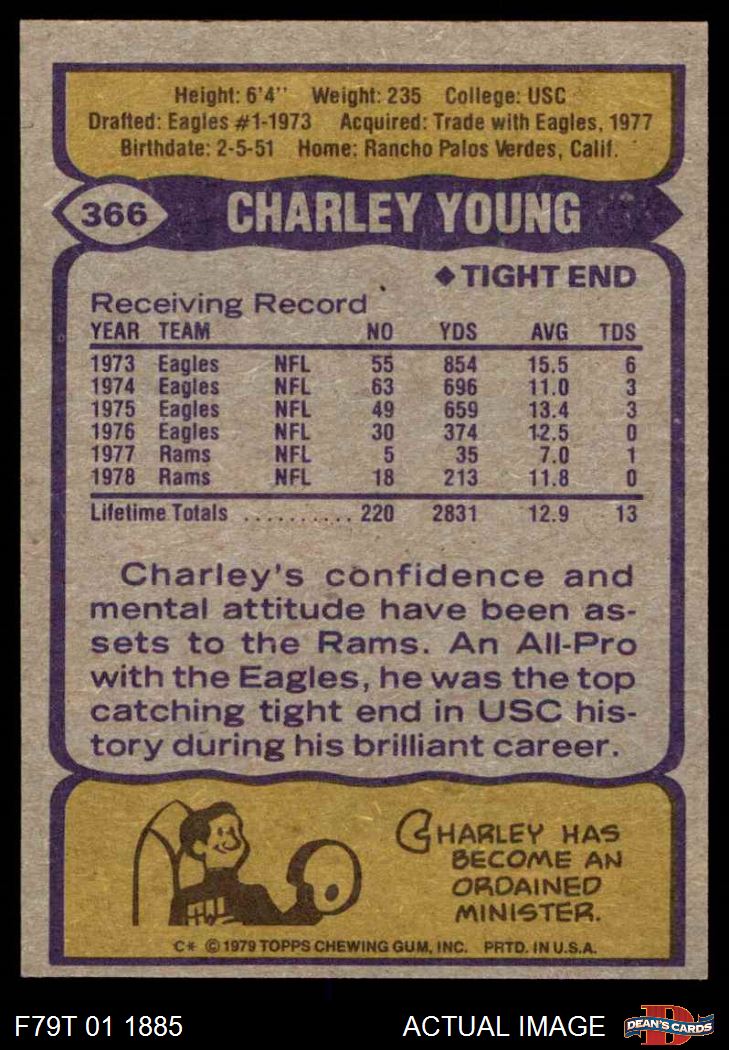 Height: 6'4" Weight: 235 College: USC
Drafted: Eagles #1-1973 Acquired: Trade with Eagles, 1977
Birthdate: 2-5-51 Home: Rancho Palos Verdes, Calif.
366 CHARLEY YOUNG
◆TIGHT END
Receiving Record
YEAR TEAM NO YDS AVG TDS
1973 Eagles NFL 55 854 15.5 6
1974 Eagles NFL 63 696 11.0 3
1975 Eagles NFL 49 659 13.4 3
1976 Eagles NFL 30 374 12.5 0
1977 Rams NFL 5 35 7.0 1
1978 Rams NFL 18 213 11.8 0
Lifetime Totals .......... 220 2831 12.9 13
Charley's confidence and
mental attitude have been as-
sets to the Rams. An All-Pro
with the Eagles, he was the top
catching tight end in USC his-
tory during his brilliant career.
CHARLEY HAS
BECOME AN
ORDAINED
MINISTER.
C* © 1979 TOPPS CHEWING GUM, INC. PRTD. IN U.S.A.
F79T 01 1885 ACTUAL IMAGE D DEAN'S CARDS